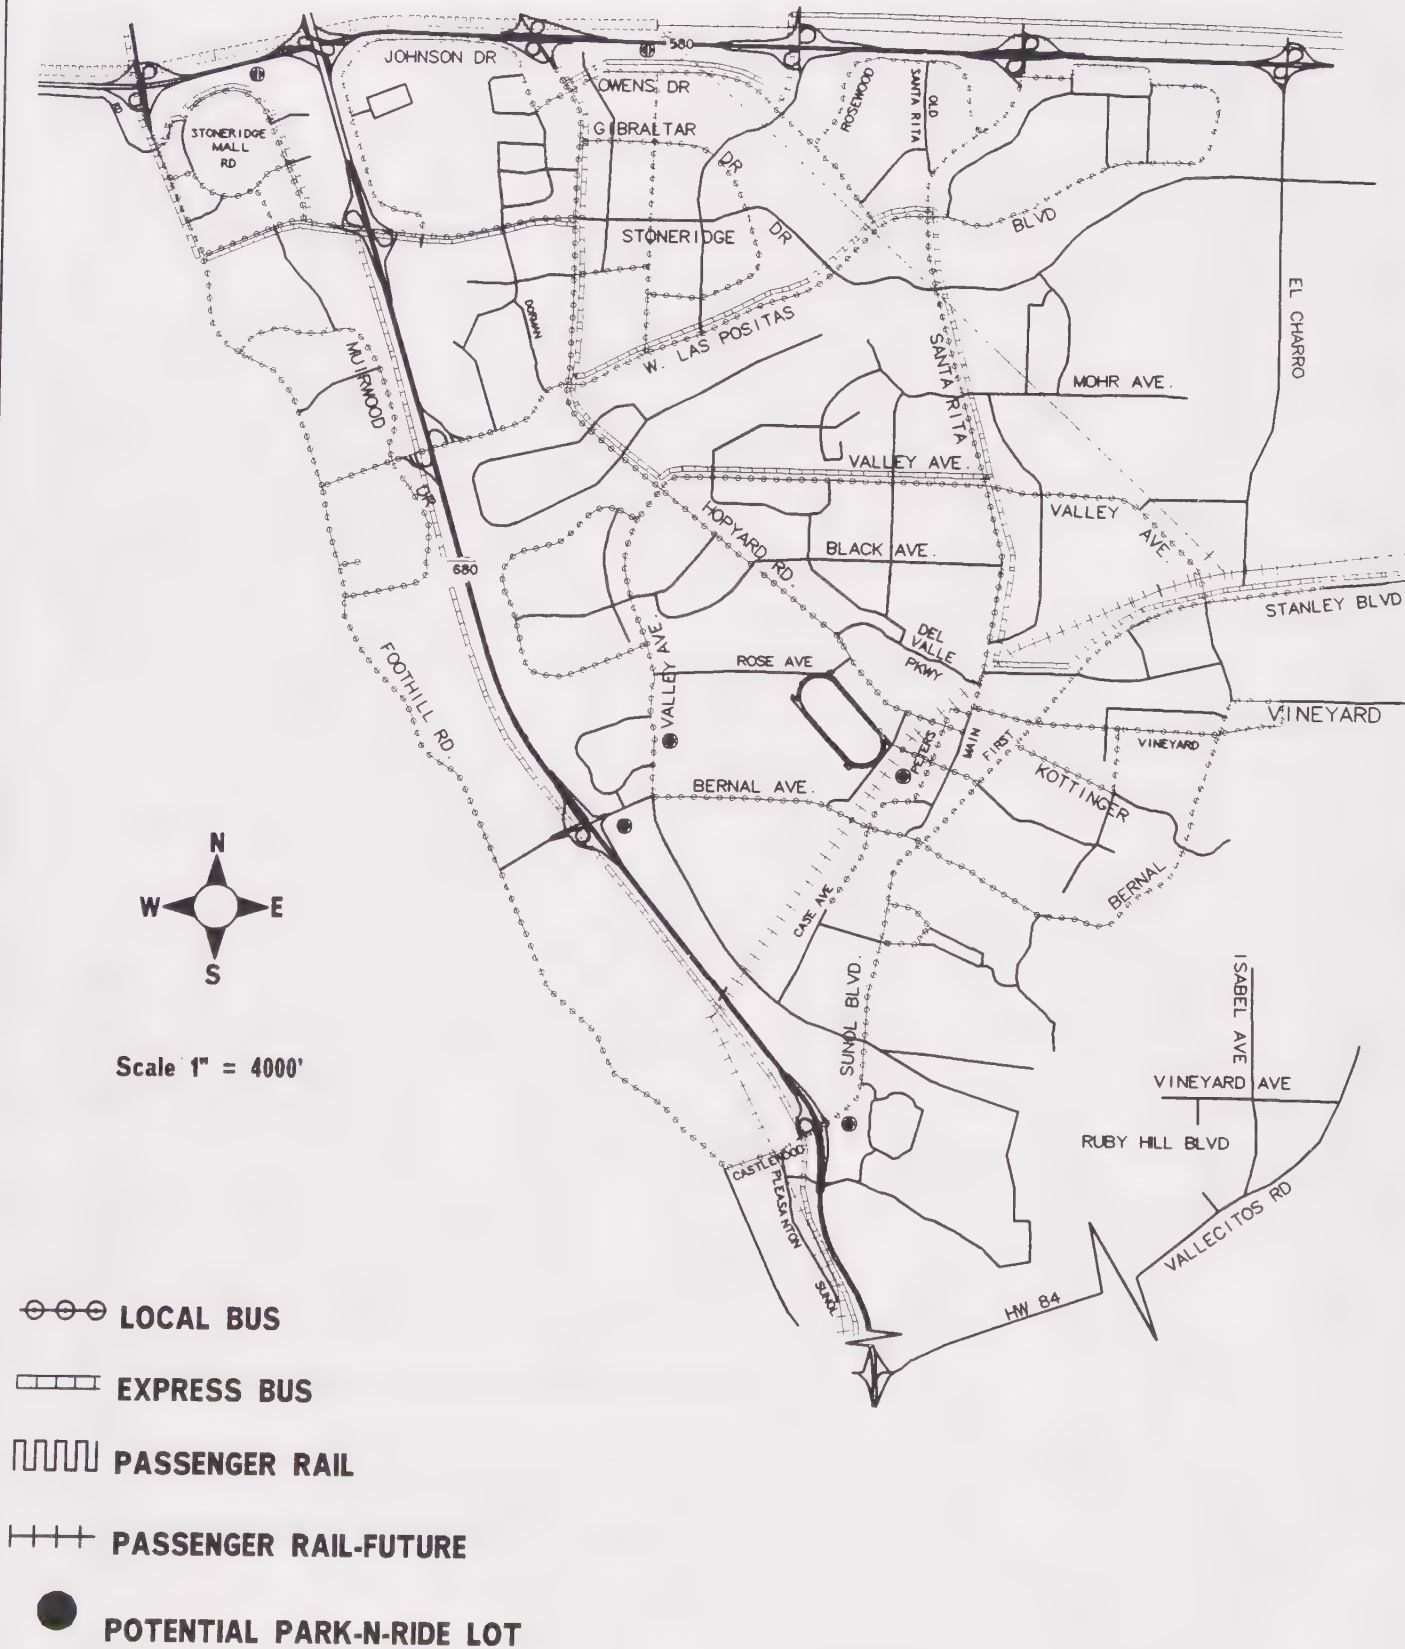 580
JOHNSON DR
OWENS DR
ROSEWOOD
OLD
SANTA RITA
GIBRALTAR
DR
STONERIDGE
MALL
RD
STONERIDGE
DR
BLVD
EL CHARRO
DORMAN
W. LAS POSITAS
SANTA RITA
MUIRWOOD
DR
MOHR AVE.
VALLEY AVE.
HOPYARD RD.
VALLEY
AVE.
BLACK AVE.
680
STANLEY BLVD
DEL
VALLE
PKWY
FOOTHILL RD.
VALLEY AVE.
ROSE AVE
VINEYARD
PETERS
MAIN
FIRST
VINEYARD
KOTTINGER
BERNAL AVE.
BERNAL
N
W E
S
CASE AVE
SUNOL BLVD.
ISABEL AVE
Scale 1" = 4000'
VINEYARD AVE
RUBY HILL BLVD
CASTLEWOOD
PLEASANTON
SUNOL
VALLECITOS RD
HW 84
LOCAL BUS
EXPRESS BUS
PASSENGER RAIL
PASSENGER RAIL-FUTURE
POTENTIAL PARK-N-RIDE LOT